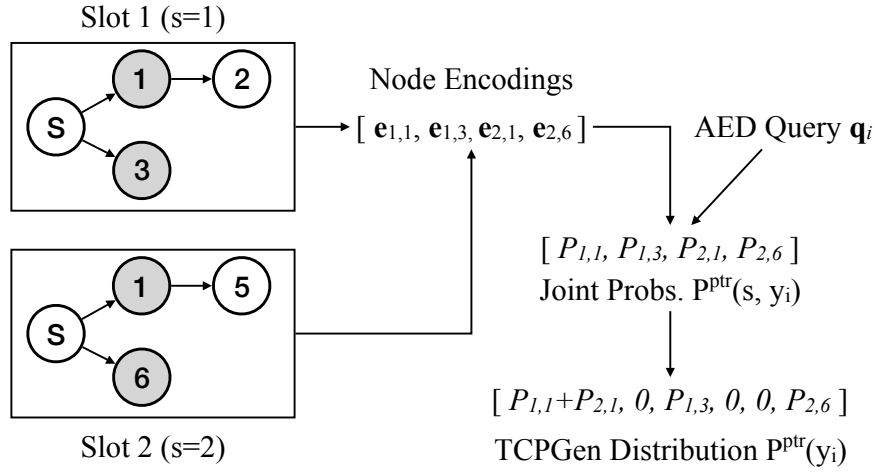 Slot 1 (s=1)
S
1
2
3
Node Encodings
[ e1,1, e1,3, e2,1, e2,6 ]
AED Query qi
S
1
5
6
Slot 2 (s=2)
[ P1,1, P1,3, P2,1, P2,6 ]
Joint Probs. Pptr(s, yi)
[ P1,1+P2,1, 0, P1,3, 0, 0, P2,6 ]
TCPGen Distribution Pptr(yi)